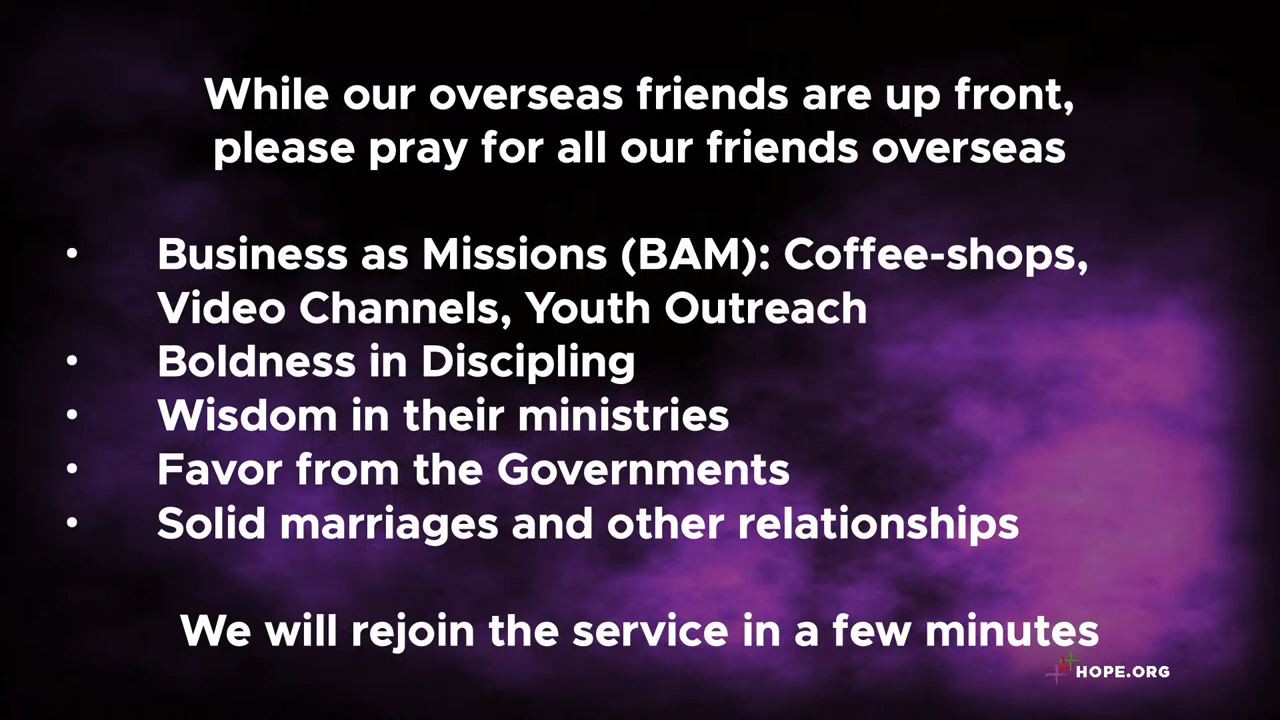 While our overseas friends are up front,
please pray for all our friends overseas
• Business as Missions (BAM): Coffee-shops,
Video Channels, Youth Outreach
• Boldness in Discipling
• Wisdom in their ministries
• Favor from the Governments
• Solid marriages and other relationships
We will rejoin the service in a few minutes
HOPE.ORG